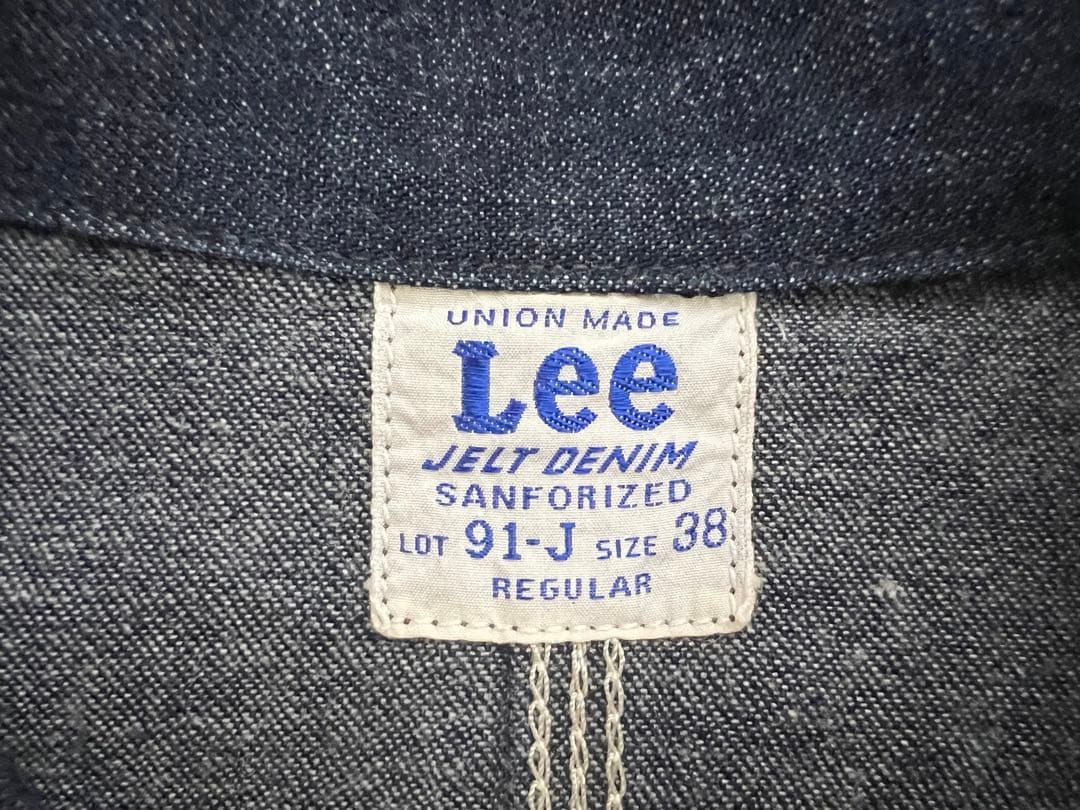 UNION MADE
Lee
JELT DENIM
SANFORIZED
LOT 91-J SIZE 38
REGULAR